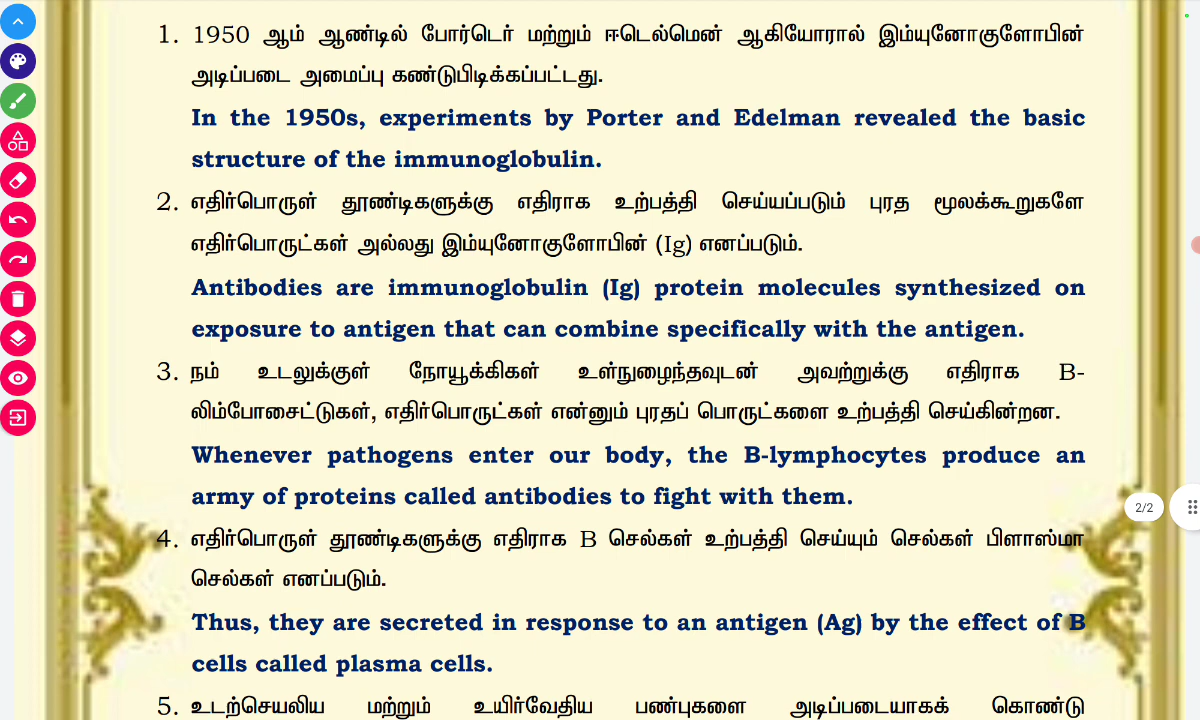 1. 1950 ஆம் ஆண்டில் போர்டெர் மற்றும் ஈடெல்மென் ஆகியோரால் இம்யுனோகுளோபின்
அடிப்படை அமைப்பு கண்டுபிடிக்கப்பட்டது.
In the 1950s, experiments by Porter and Edelman revealed the basic
structure of the immunoglobulin.
2. எதிர்பொருள் தூண்டிகளுக்கு எதிராக உற்பத்தி செய்யப்படும் புரத மூலக்கூறுகளே
எதிர்பொருட்கள் அல்லது இம்யுனோகுளோபின் (Ig) எனப்படும்.
Antibodies are immunoglobulin (Ig) protein molecules synthesized on
exposure to antigen that can combine specifically with the antigen.
3. நம் உடலுக்குள் நோயூக்கிகள் உள்நுழைந்தவுடன் அவற்றுக்கு எதிராக B-
லிம்போசைட்டுகள், எதிர்பொருட்கள் என்னும் புரதப் பொருட்களை உற்பத்தி செய்கின்றன.
Whenever pathogens enter our body, the B-lymphocytes produce an
army of proteins called antibodies to fight with them.
2/2
4. எதிர்பொருள் தூண்டிகளுக்கு எதிராக B செல்கள் உற்பத்தி செய்யும் செல்கள் பிளாஸ்மா
செல்கள் எனப்படும்.
Thus, they are secreted in response to an antigen (Ag) by the effect of B
cells called plasma cells.
5. உடற்செயலிய மற்றும் உயிர்வேதிய பண்புகளை அடிப்படையாகக் கொண்டு